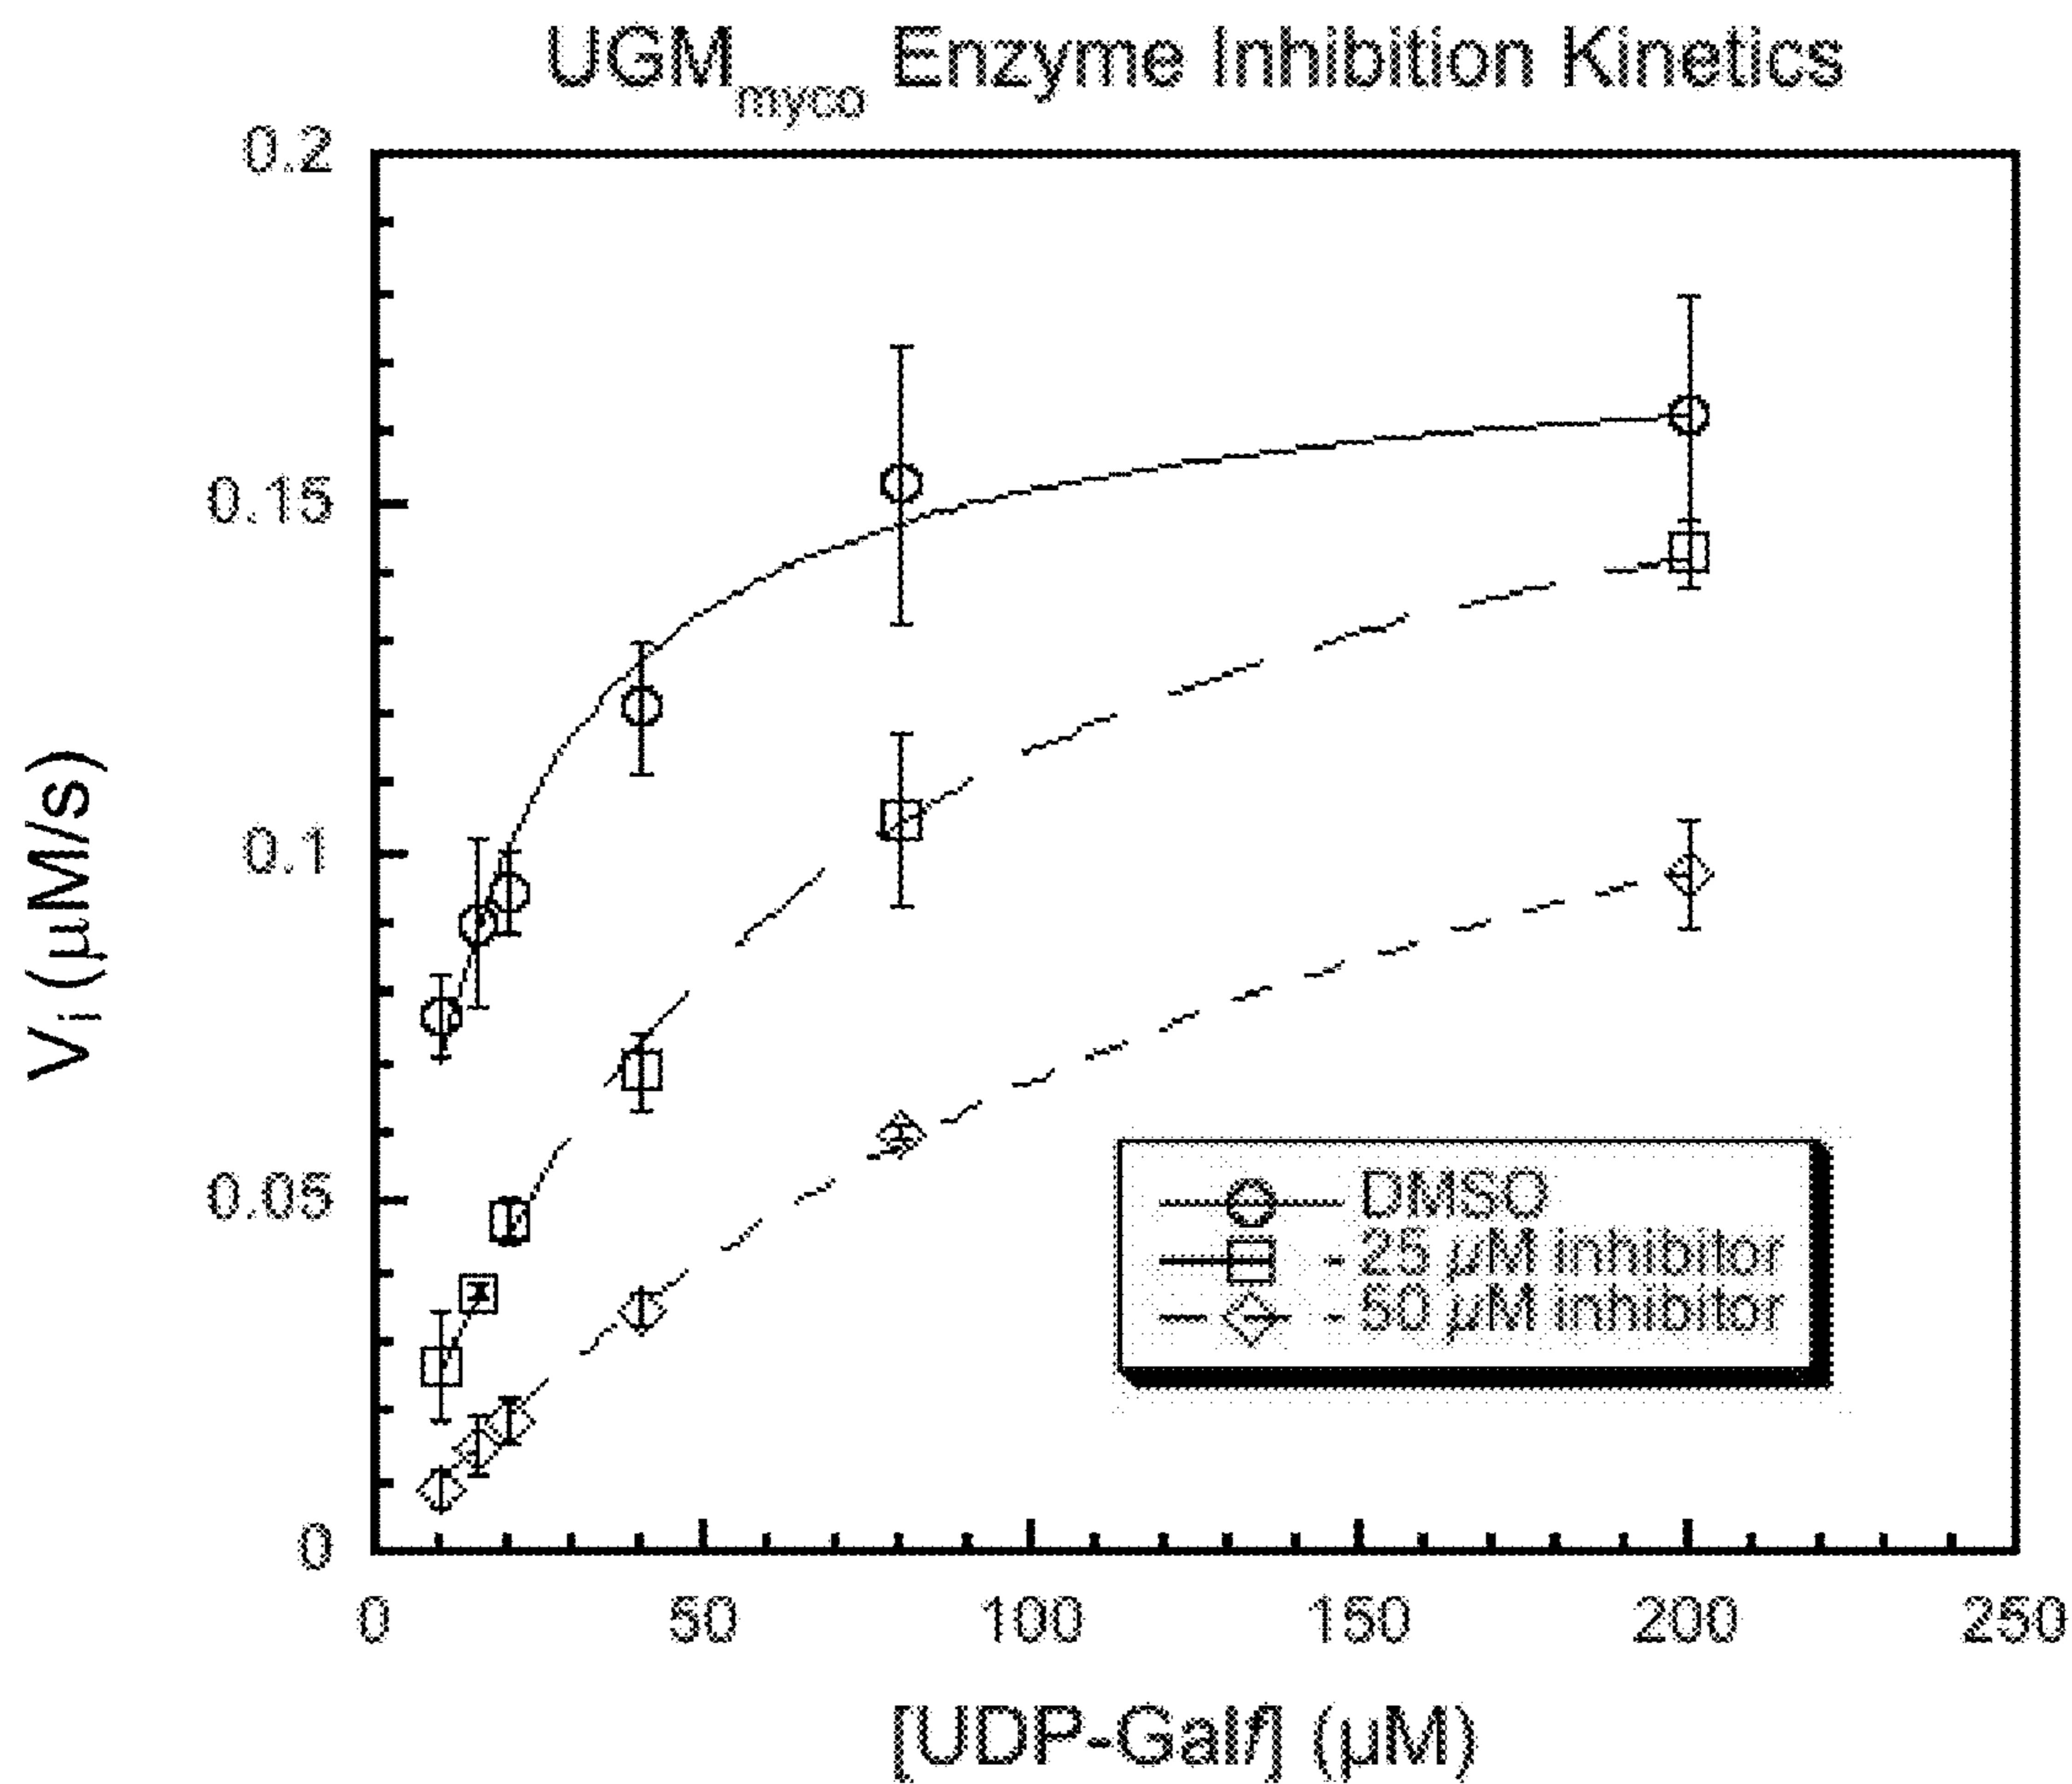 UGMmyco Enzyme Inhibition Kinetics
0.2
0.15
0.1
0.05
0
Vi (µM/s)
0 50 100 150 200 250
[UDP-Galf] (µM)
DMSO
25 µM inhibitor
50 µM inhibitor